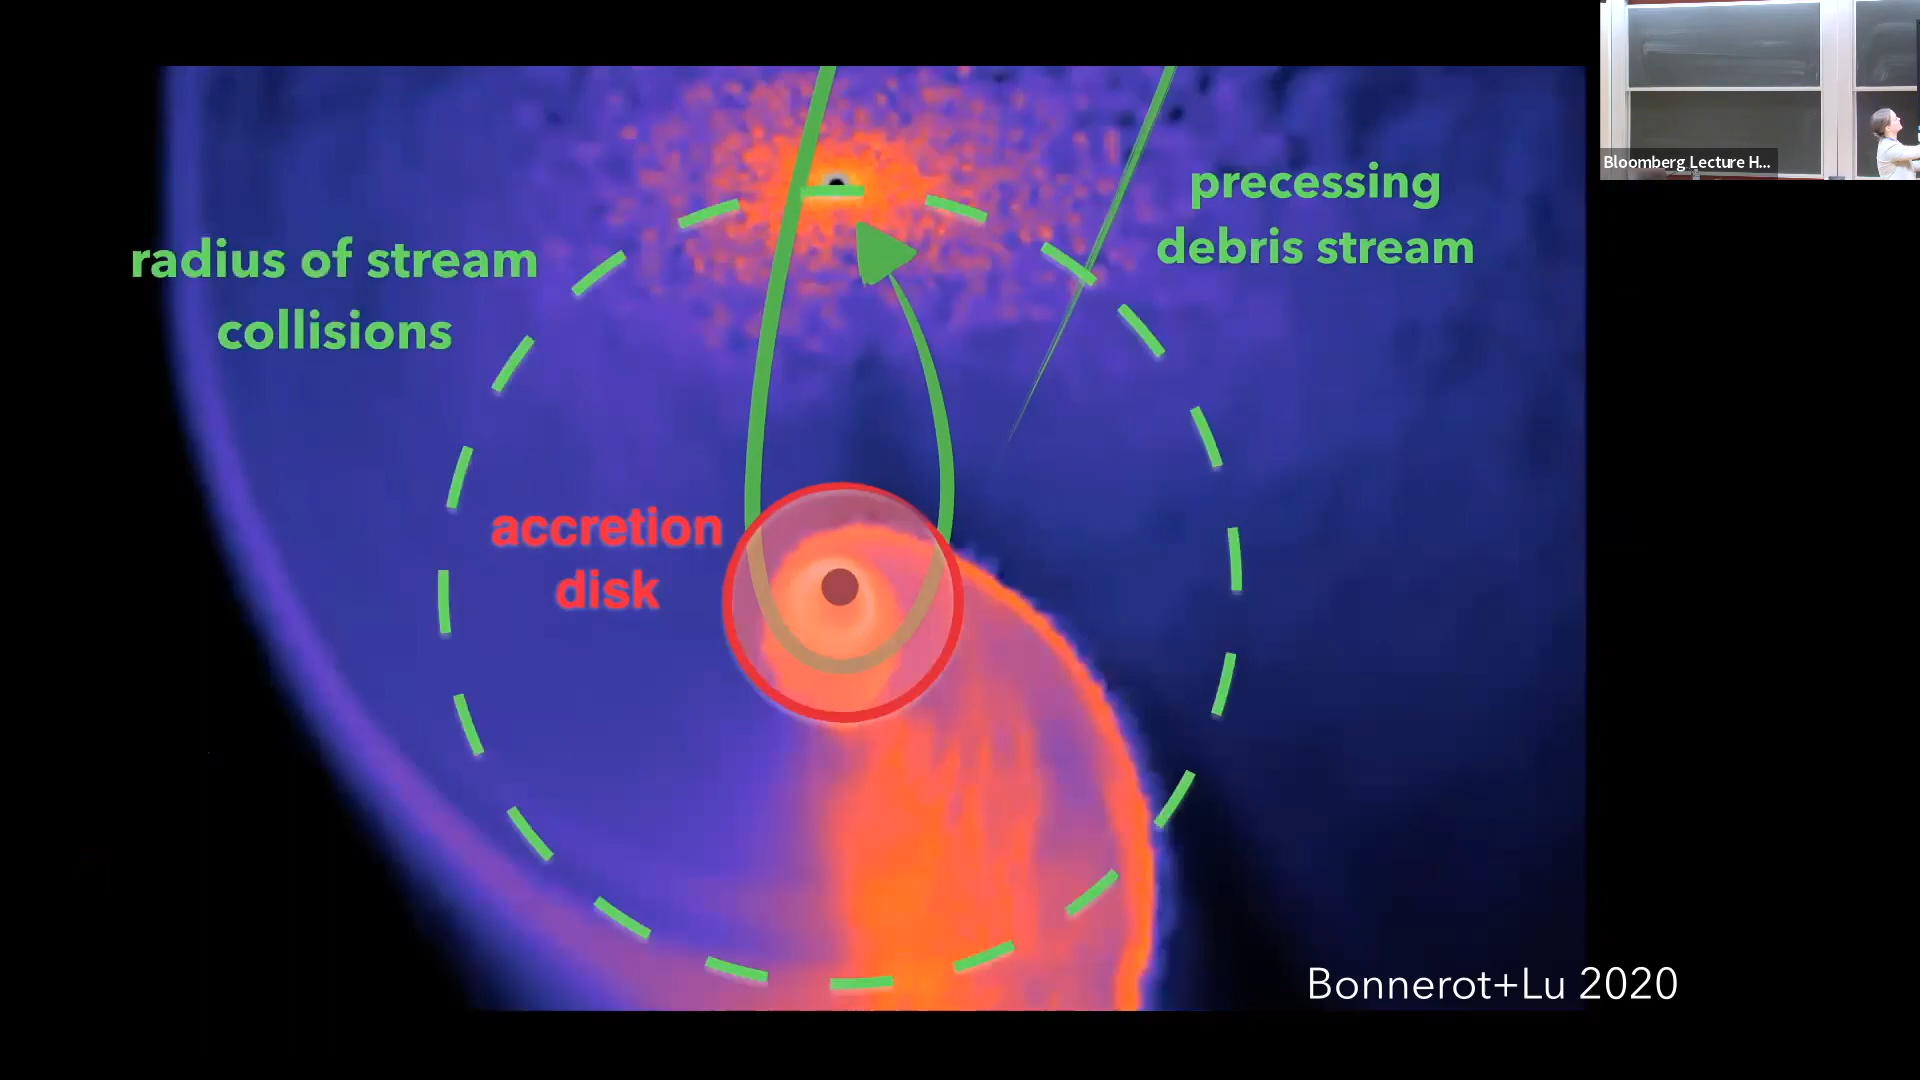 Bloomberg Lecture H...
precessing
debris stream
radius of stream
collisions
accretion
disk
Bonnerot+Lu 2020